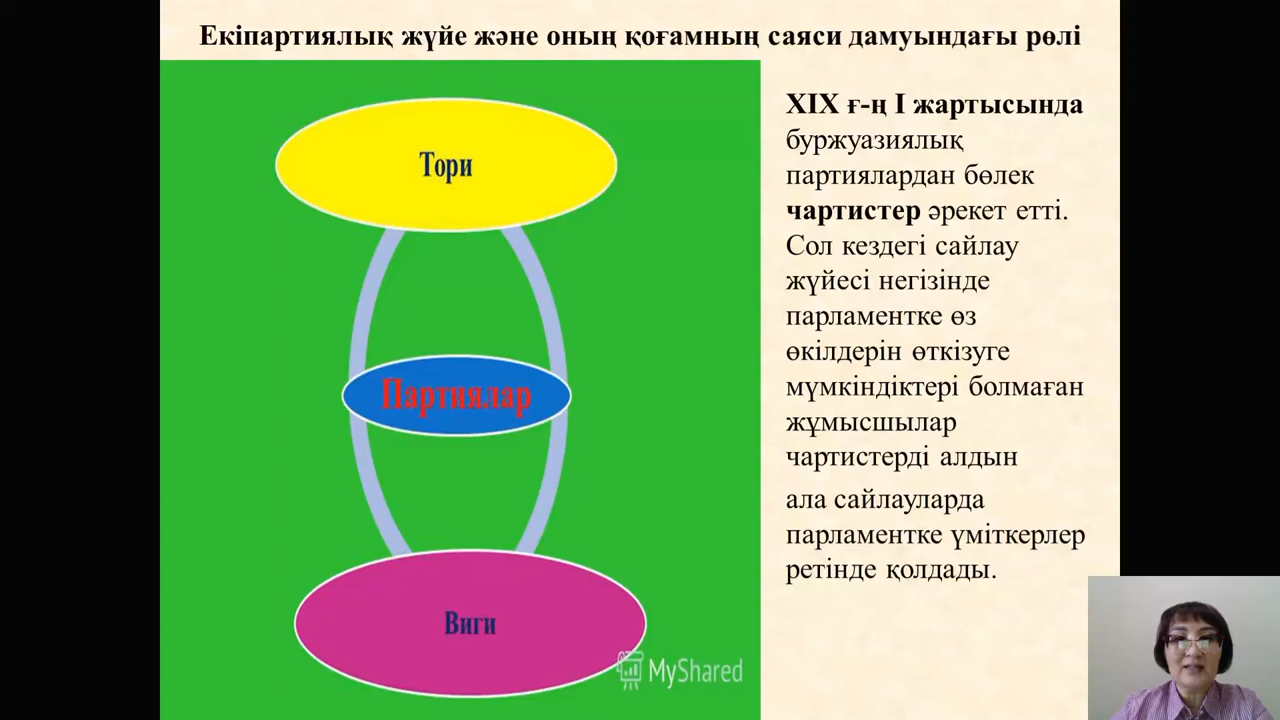 Екіпартиялық жүйе және оның қоғамның саяси дамуындағы рөлі
Тори
Партиялар
Виги
MyShared
XIX ғ-ң I жартысында
буржуазиялық
партиялардан бөлек
чартистер әрекет етті.
Сол кездегі сайлау
жүйесі негізінде
парламентке өз
өкілдерін өткізуге
мүмкіндіктері болмаған
жұмысшылар
чартистерді алдын
ала сайлауларда
парламентке үміткерлер
ретінде қолдады.